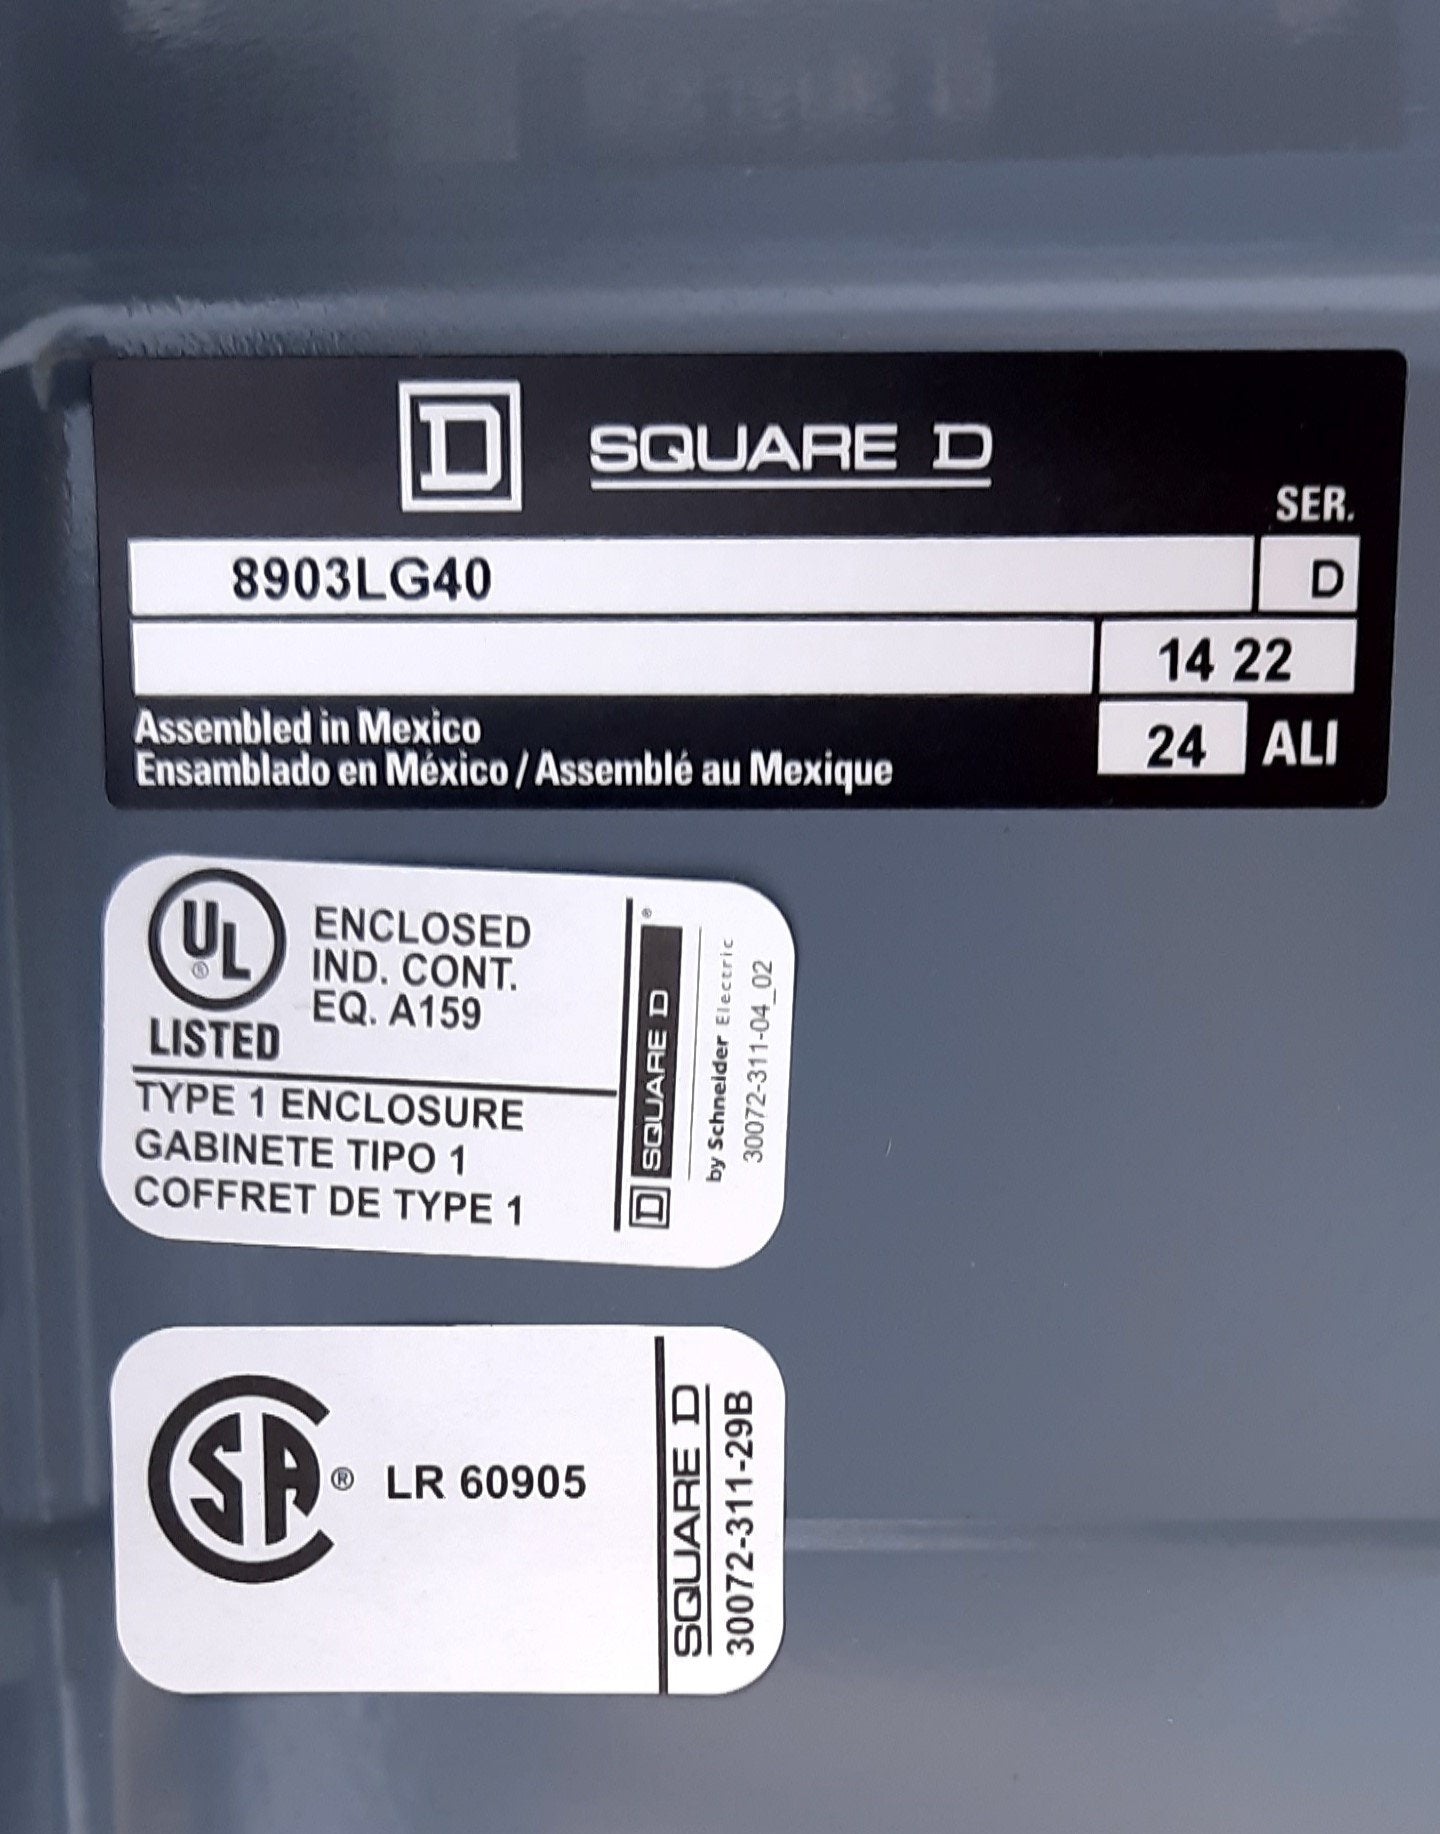 D SQUARE D
SER.
8903LG40 D
14 22
Assembled in Mexico
Ensamblado en México / Assemblé au Mexique
24 ALI
UL ®
LISTED
ENCLOSED
IND. CONT.
EQ. A159
TYPE 1 ENCLOSURE
GABINETE TIPO 1
COFFRET DE TYPE 1
D SQUARE D ®
by Schneider Electric
30072-311-04_02
CSA ® LR 60905
SQUARE D
30072-311-29B